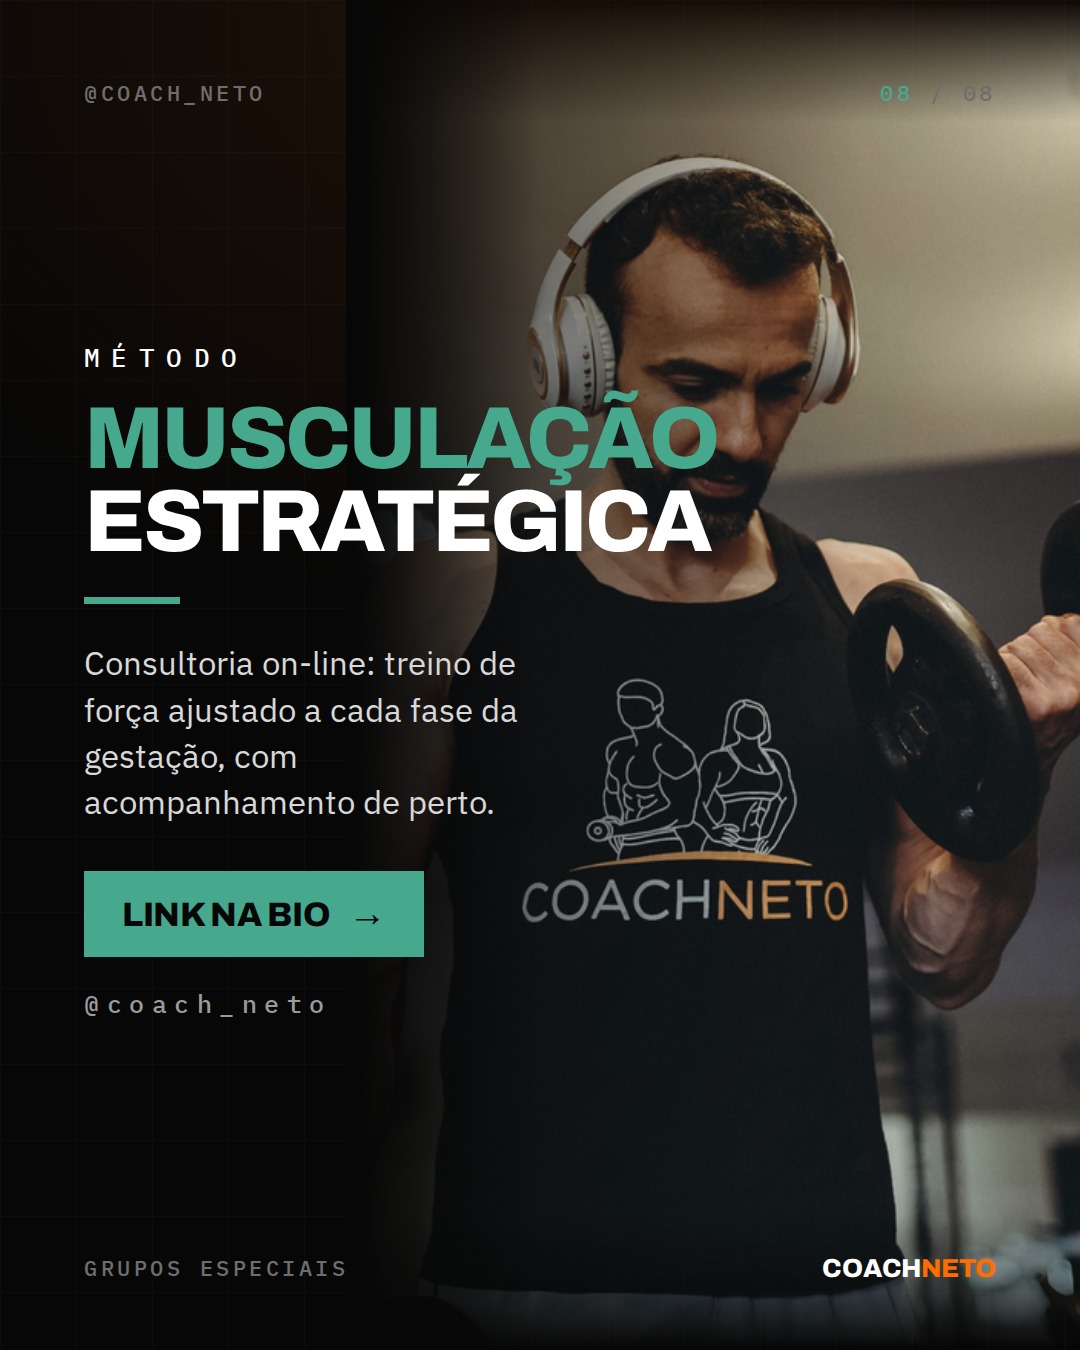 @COACH_NETO
08 / 08
MÉTODO
MUSCULAÇÃO
ESTRATÉGICA
Consultoria on-line: treino de
força ajustado a cada fase da
gestação, com
acompanhamento de perto.
LINK NA BIO →
@coach_neto
COACHNETO
GRUPOS ESPECIAIS
COACHNETO